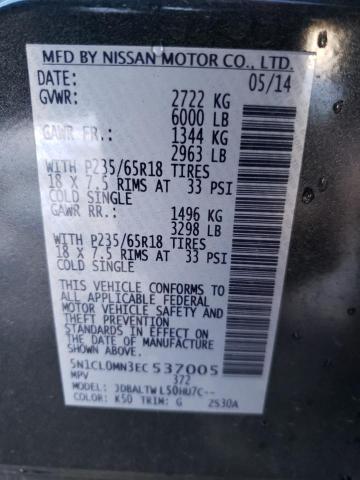 MFD BY NISSAN MOTOR CO., LTD.
DATE: 05/14
GVWR: 2722 KG
6000 LB
GAWR FR.: 1344 KG
2963 LB
WITH P235/65R18 TIRES
18 X 7.5 RIMS AT 33 PSI
COLD SINGLE
GAWR RR.: 1496 KG
3298 LB
WITH P235/65R18 TIRES
18 X 7.5 RIMS AT 33 PSI
COLD SINGLE
THIS VEHICLE CONFORMS TO
ALL APPLICABLE FEDERAL
MOTOR VEHICLE SAFETY AND
THEFT PREVENTION
STANDARDS IN EFFECT ON
THE DATE OF MANUFACTURE
SHOWN ABOVE.
5N1CL0MN3EC537005
MPV 372
MODEL: JDBALTWL50HU7C--
COLOR: K50 TRIM: G 2S30A